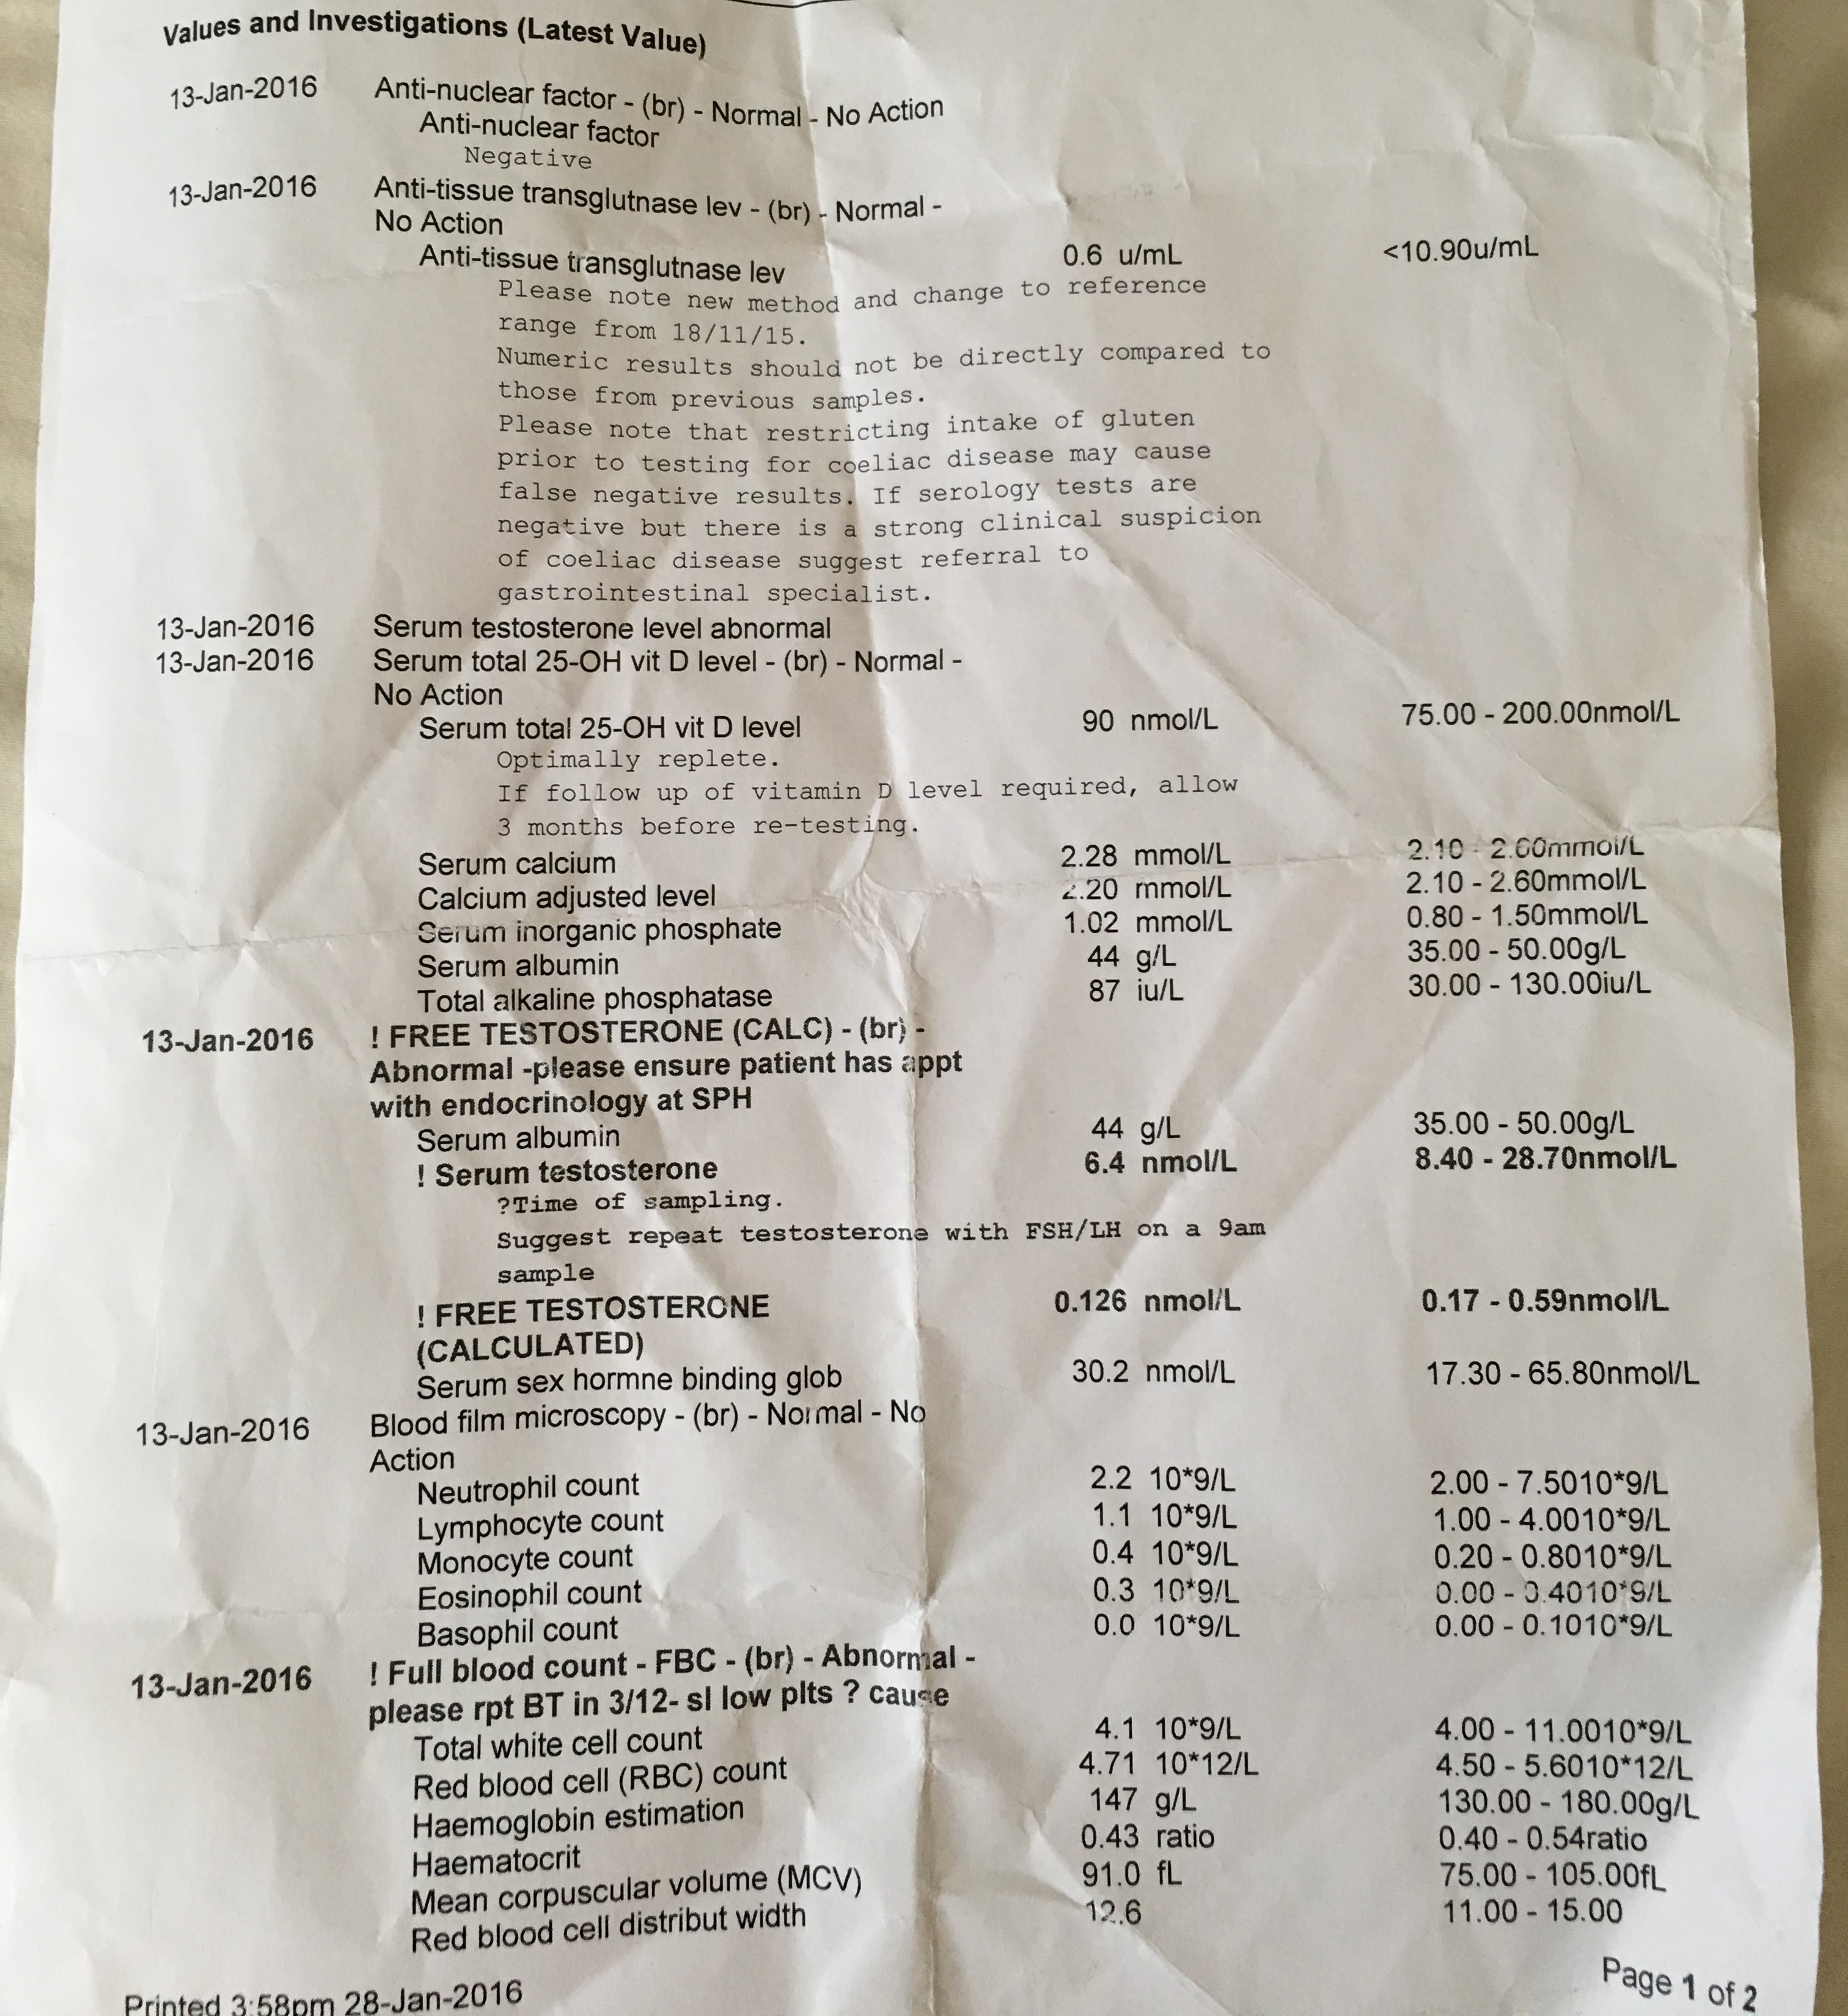 Values and Investigations (Latest Value)
13-Jan-2016 Anti-nuclear factor - (br) - Normal - No Action
Anti-nuclear factor
Negative
13-Jan-2016 Anti-tissue transglutnase lev - (br) - Normal -
No Action
Anti-tissue transglutnase lev 0.6 u/mL <10.90u/mL
Please note new method and change to reference
range from 18/11/15.
Numeric results should not be directly compared to
those from previous samples.
Please note that restricting intake of gluten
prior to testing for coeliac disease may cause
false negative results. If serology tests are
negative but there is a strong clinical suspicion
of coeliac disease suggest referral to
gastrointestinal specialist.
13-Jan-2016 Serum testosterone level abnormal
13-Jan-2016 Serum total 25-OH vit D level - (br) - Normal -
No Action
Serum total 25-OH vit D level 90 nmol/L 75.00 - 200.00nmol/L
Optimally replete.
If follow up of vitamin D level required, allow
3 months before re-testing.
Serum calcium 2.28 mmol/L 2.10 - 2.60mmol/L
Calcium adjusted level 2.20 mmol/L 2.10 - 2.60mmol/L
Serum inorganic phosphate 1.02 mmol/L 0.80 - 1.50mmol/L
Serum albumin 44 g/L 35.00 - 50.00g/L
Total alkaline phosphatase 87 iu/L 30.00 - 130.00iu/L
13-Jan-2016 ! FREE TESTOSTERONE (CALC) - (br) -
Abnormal -please ensure patient has appt
with endocrinology at SPH
Serum albumin 44 g/L 35.00 - 50.00g/L
! Serum testosterone 6.4 nmol/L 8.40 - 28.70nmol/L
?Time of sampling.
Suggest repeat testosterone with FSH/LH on a 9am
sample
! FREE TESTOSTERONE 0.126 nmol/L 0.17 - 0.59nmol/L
(CALCULATED)
Serum sex hormne binding glob 30.2 nmol/L 17.30 - 65.80nmol/L
13-Jan-2016 Blood film microscopy - (br) - Normal - No
Action
Neutrophil count 2.2 10*9/L 2.00 - 7.5010*9/L
Lymphocyte count 1.1 10*9/L 1.00 - 4.0010*9/L
Monocyte count 0.4 10*9/L 0.20 - 0.8010*9/L
Eosinophil count 0.3 10*9/L 0.00 - 0.4010*9/L
Basophil count 0.0 10*9/L 0.00 - 0.1010*9/L
13-Jan-2016 ! Full blood count - FBC - (br) - Abnormal -
please rpt BT in 3/12- sl low plts ? cause
Total white cell count 4.1 10*9/L 4.00 - 11.0010*9/L
Red blood cell (RBC) count 4.71 10*12/L 4.50 - 5.6010*12/L
Haemoglobin estimation 147 g/L 130.00 - 180.00g/L
Haematocrit 0.43 ratio 0.40 - 0.54ratio
Mean corpuscular volume (MCV) 91.0 fL 75.00 - 105.00fL
Red blood cell distribut width 12.6 11.00 - 15.00
Printed 3:58pm 28-Jan-2016 Page 1 of 2